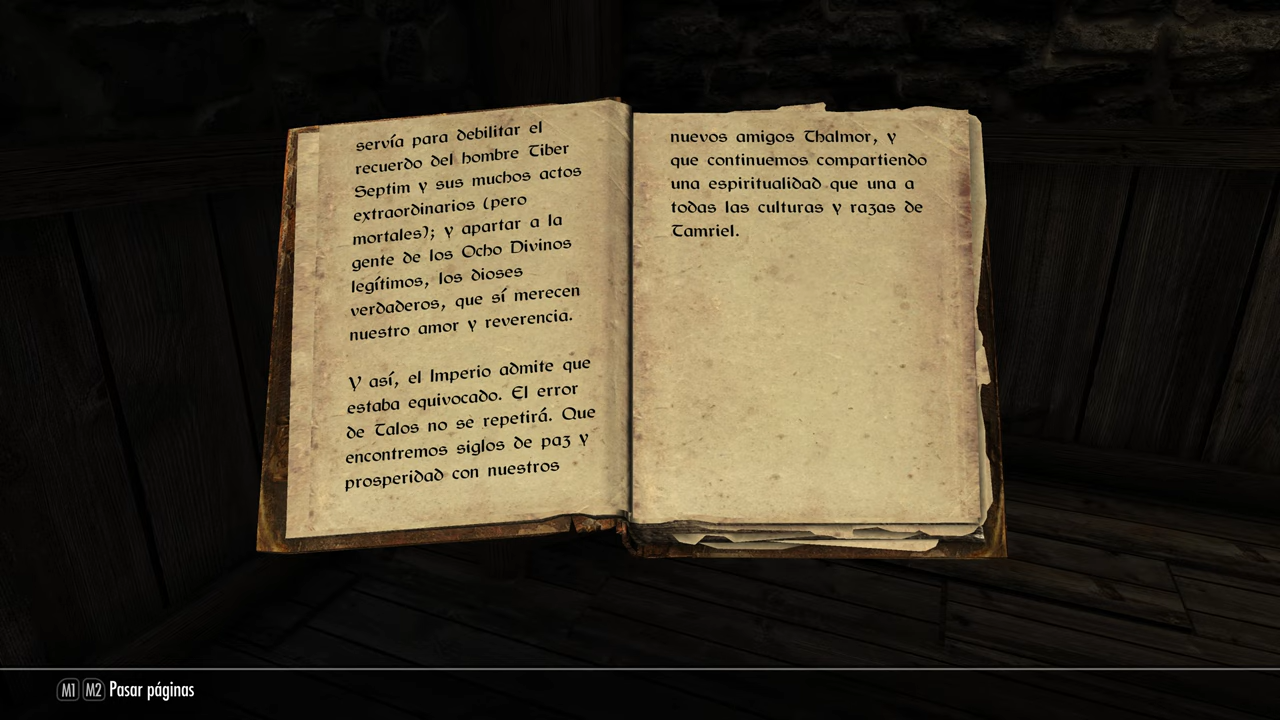 servía para debilitar el
recuerdo del hombre Tiber
Septim y sus muchos actos
extraordinarios (pero
mortales); y apartar a la
gente de los Ocho Divinos
legítimos, los dioses
verdaderos, que sí merecen
nuestro amor y reverencia.
Y así, el Imperio admite que
estaba equivocado. El error
de Talos no se repetirá. Que
encontremos siglos de paz y
prosperidad con nuestros
nuevos amigos Thalmor, y
que continuemos compartiendo
una espiritualidad que una a
todas las culturas y razas de
Tamriel.
M1 M2 Pasar páginas